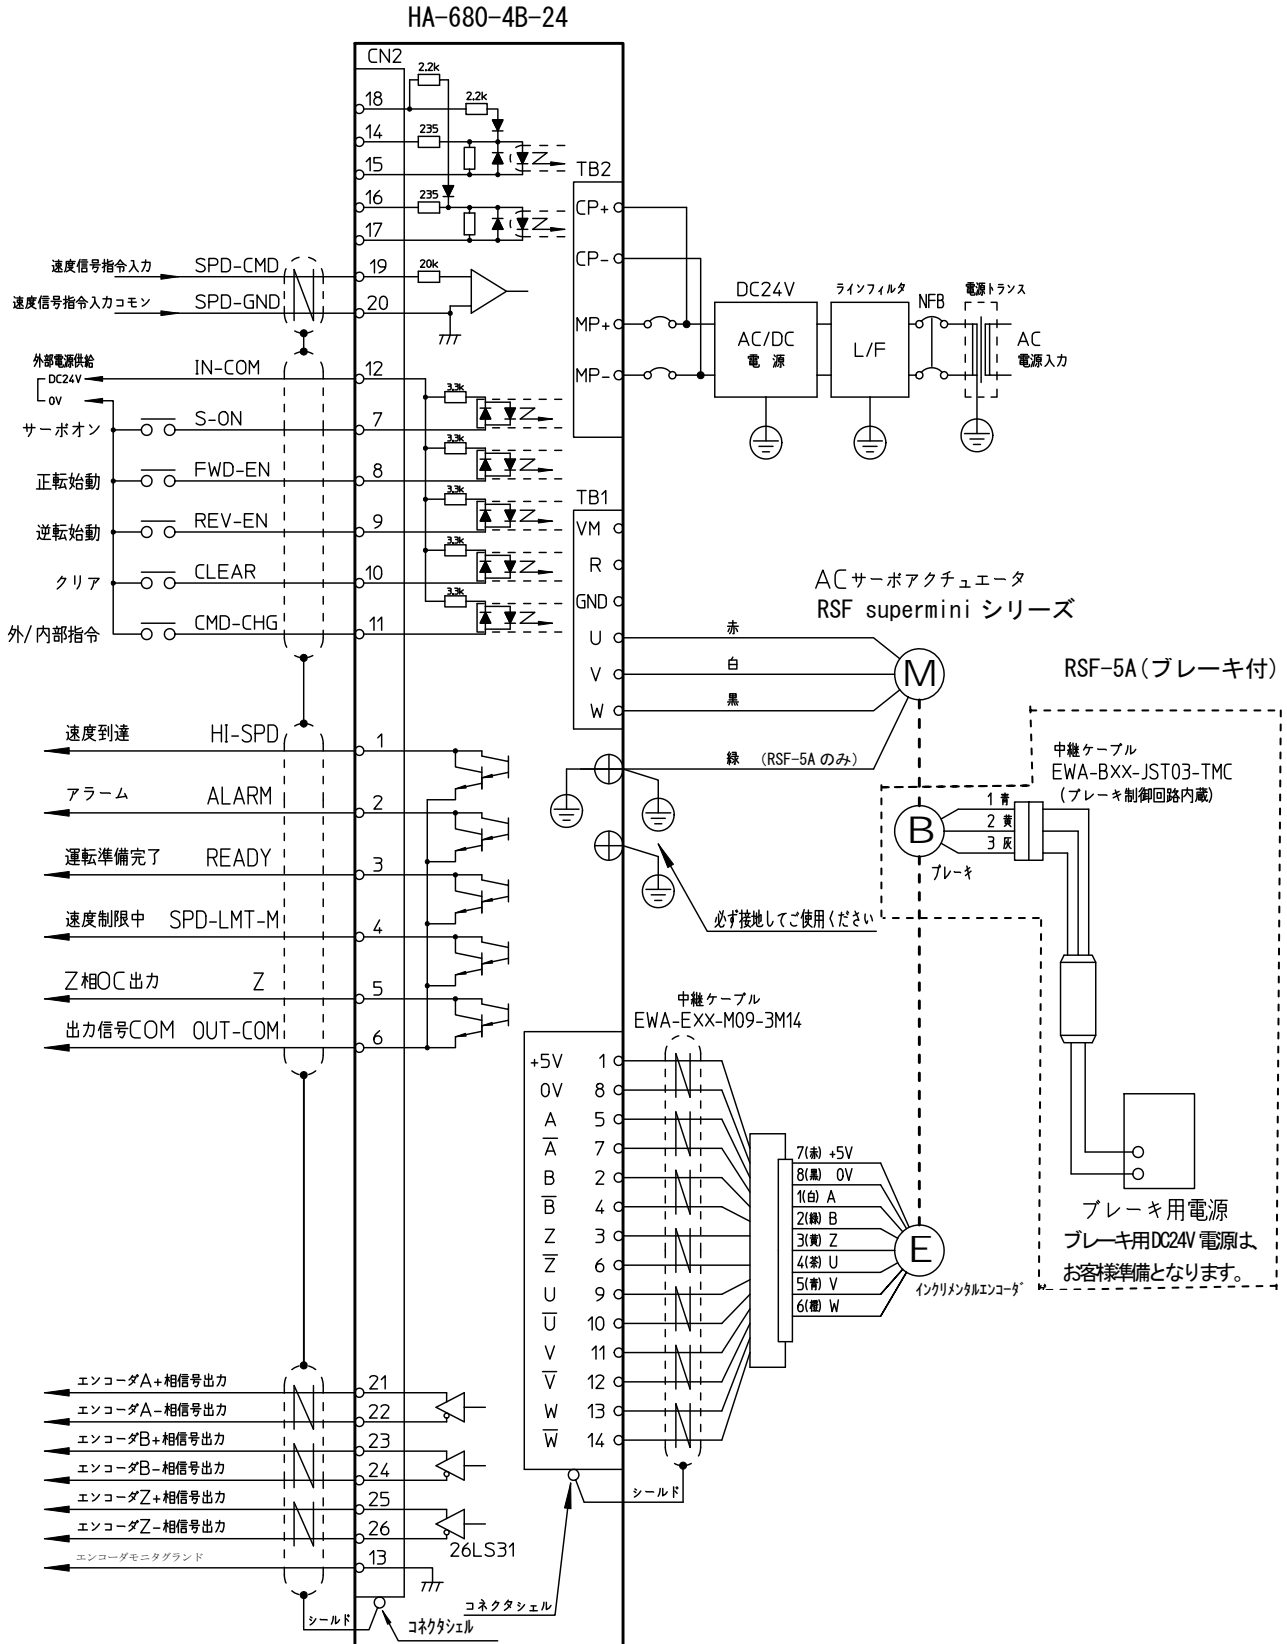 HA-680-4B-24
CN2
2.2k
18
2.2k
14
235
15
16
235
17
TB2
CP+
CP-
MP+
MP-
速度信号指令入力 SPD-CMD 19 20k
速度信号指令入力コモン SPD-GND 20
DC24V
AC/DC
電 源
ラインフィルタ
L/F
NFB
電源トランス
AC
電源入力
外部電源供給
DC24V
0V
IN-COM 12
3.3k
サーボオン S-ON 7
3.3k
正転始動 FWD-EN 8
3.3k
逆転始動 REV-EN 9
3.3k
クリア CLEAR 10
3.3k
外/内部指令 CMD-CHG 11
TB1
VM
R
GND
U
V
W
ACサーボアクチュエータ
RSF supermini シリーズ
赤
白
黒
緑 (RSF-5A のみ)
M
RSF-5A(ブレーキ付)
中継ケーブル
EWA-BXX-JST03-TMC
(ブレーキ制御回路内蔵)
1 青
2 黄
3 灰
B
ブレーキ
必ず接地してご使用ください
速度到達 HI-SPD 1
アラーム ALARM 2
運転準備完了 READY 3
速度制限中 SPD-LMT-M 4
Z相OC出力 Z 5
出力信号COM OUT-COM 6
中継ケーブル
EWA-EXX-M09-3M14
+5V 1
0V 8
A 5
A̅ 7
B 2
B̅ 4
Z 3
Z̅ 6
U 9
U̅ 10
V 11
V̅ 12
W 13
W̅ 14
7(赤) +5V
8(黒) 0V
1(白) A
2(緑) B
3(黄) Z
4(茶) U
5(青) V
6(橙) W
E
インクリメンタルエンコーダ
ブレーキ用電源
ブレーキ用DC24V 電源は、
お客様準備となります。
エンコーダA+相信号出力 21
エンコーダA-相信号出力 22
エンコーダB+相信号出力 23
エンコーダB-相信号出力 24
エンコーダZ+相信号出力 25
エンコーダZ-相信号出力 26
26LS31
エンコーダモニタグランド 13
シールド
コネクタシェル
コネクタシェル
シールド